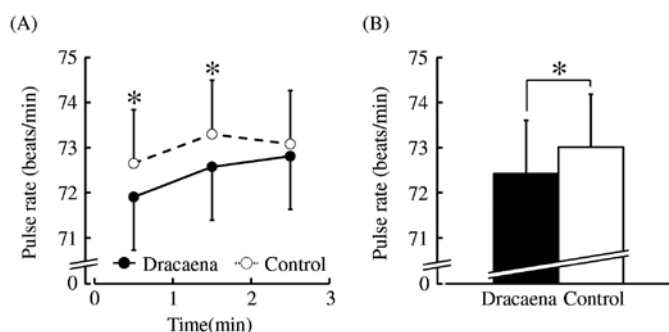 (A)
Pulse rate (beats/min)
75
74
73
72
71
0
*
*
Dracaena
Control
0
1
2
3
Time(min)
(B)
Pulse rate (beats/min)
75
74
73
72
71
0
*
Dracaena Control